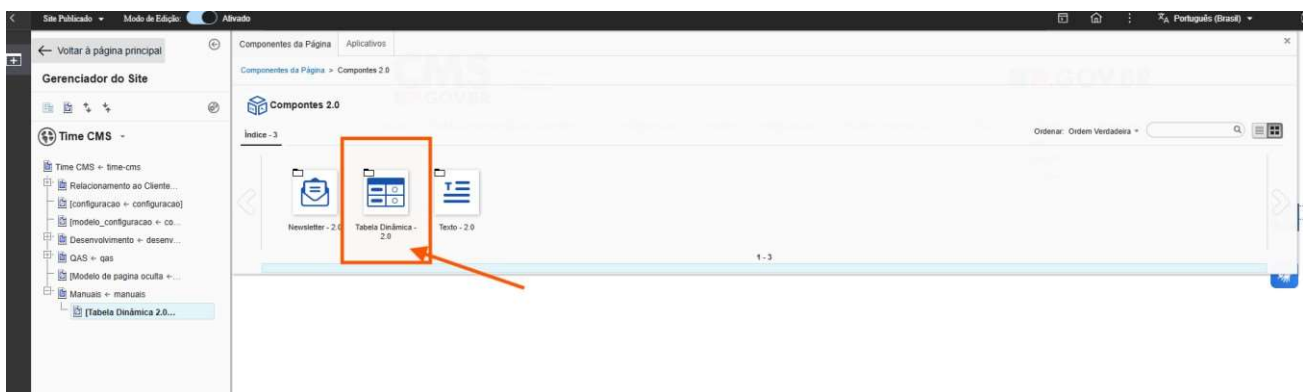 Site Publicado
Modo de Edição:
Ativado
Português (Brasil)
Voltar à página principal
Gerenciador do Site
Time CMS
Time CMS ← time-cms
Relacionamento ao Cliente...
[configuracao ← configuracao]
[modelo_configuracao ← co...
Desenvolvimento ← desenv...
QAS ← qas
[Modelo de pagina oculta ←...
Manuais ← manuais
[Tabela Dinâmica 2.0...
Componentes da Página
Aplicativos
Componentes da Página > Compontes 2.0
Compontes 2.0
Índice - 3
Ordenar: Ordem Verdadeira
Newsletter - 2.0
Tabela Dinâmica -
2.0
Texto - 2.0
1 - 3